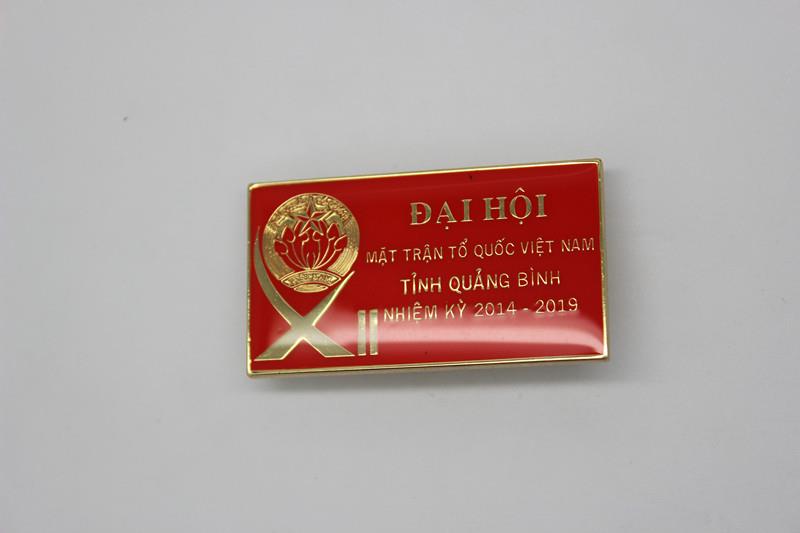 ĐẠI HỘI
MẶT TRẬN TỔ QUỐC VIỆT NAM
TỈNH QUẢNG BÌNH
NHIỆM KỲ 2014 - 2019
XII